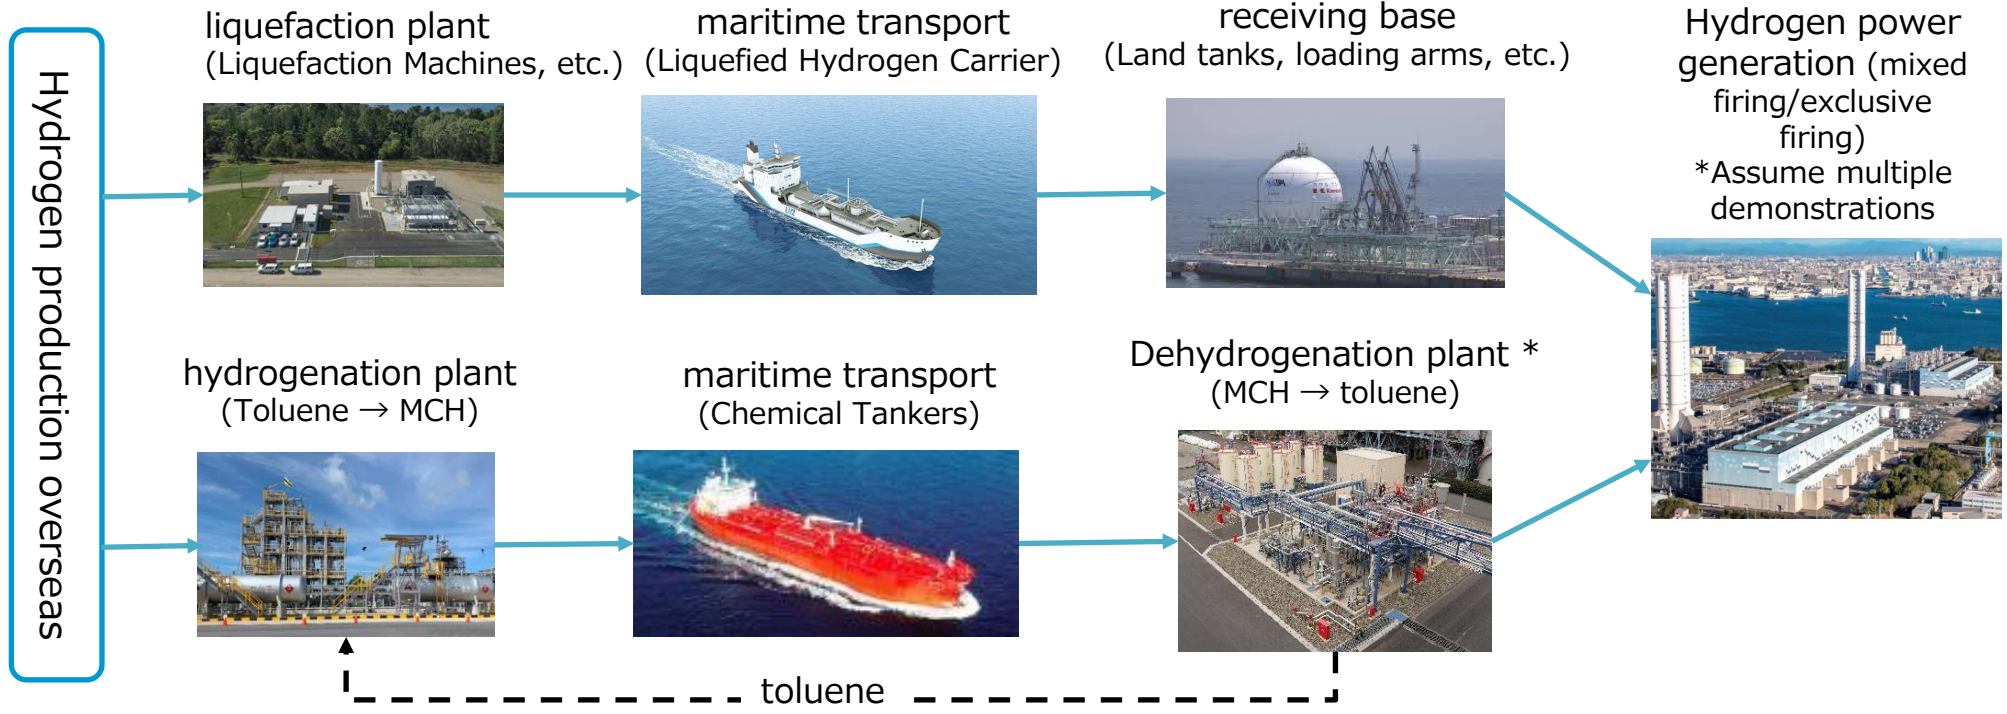 Hydrogen production overseas
liquefaction plant
(Liquefaction Machines, etc.)
maritime transport
(Liquefied Hydrogen Carrier)
receiving base
(Land tanks, loading arms, etc.)
Hydrogen power
generation (mixed
firing/exclusive
firing)
*Assume multiple
demonstrations
hydrogenation plant
(Toluene → MCH)
maritime transport
(Chemical Tankers)
Dehydrogenation plant *
(MCH → toluene)
toluene